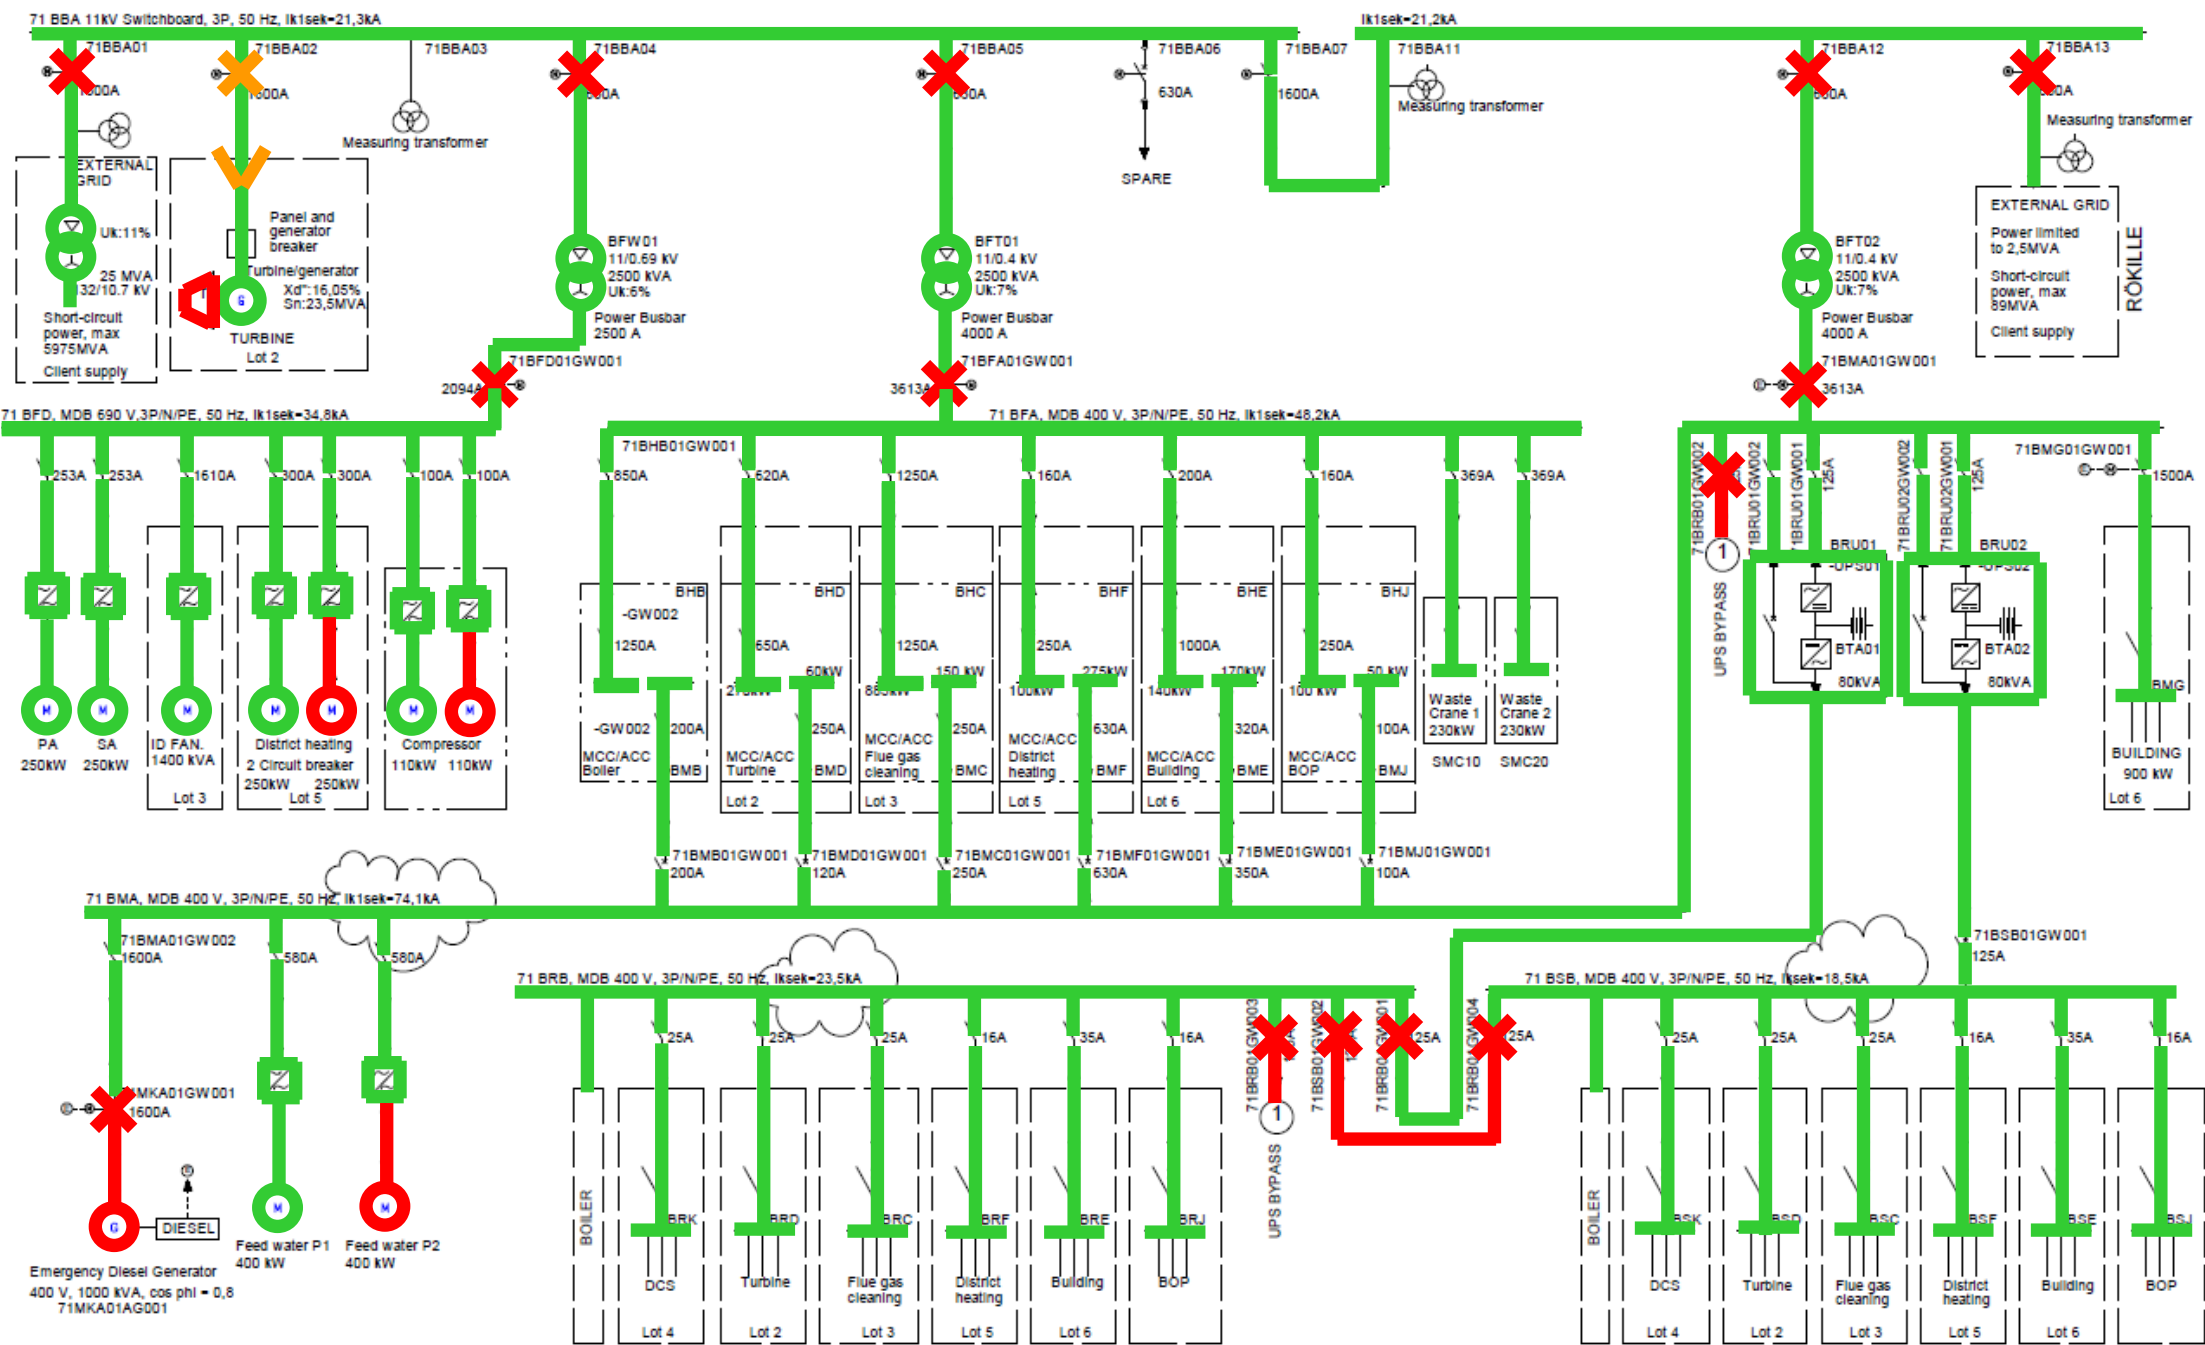 71 BBA 11kV Switchboard, 3P, 50 Hz, Ik1sek=21,3kA
Ik1sek=21,2kA
71BBA01
71BBA02
71BBA03
71BBA04
71BBA05
71BBA06
71BBA07
71BBA11
71BBA12
71BBA13
630A
1600A
Measuring transformer
Measuring transformer
Measuring transformer
SPARE
EXTERNAL
GRID
Uk:11%
25 MVA
132/10.7 kV
Short-circuit
power, max
5975MVA
Client supply
Panel and
generator
breaker
Turbine/generator
Xd":16,05%
Sn:23,5MVA
G
TURBINE
Lot 2
BFW01
11/0.69 kV
2500 kVA
Uk:6%
Power Busbar
2500 A
BFT01
11/0.4 kV
2500 kVA
Uk:7%
Power Busbar
4000 A
BFT02
11/0.4 kV
2500 kVA
Uk:7%
Power Busbar
4000 A
EXTERNAL GRID
Power limited
to 2,5MVA
Short-circuit
power, max
89MVA
Client supply
RÖKILLE
71BFD01GW001
2094A
71BFA01GW001
3613A
71BMA01GW001
3613A
71 BFD, MDB 690 V,3P/N/PE, 50 Hz, Ik1sek=34,8kA
71 BFA, MDB 400 V, 3P/N/PE, 50 Hz, Ik1sek=48,2kA
253A
253A
1610A
300A
300A
100A
100A
71BHB01GW001
850A
620A
1250A
160A
200A
160A
369A
369A
71BRB01GW002
71BRU01GW002
71BRU01GW001
125A
71BRU02GW002
71BRU02GW001
125A
71BMG01GW001
1500A
1
UPS BYPASS
BRU01
-UPS01
BTA01
80kVA
BRU02
-UPS02
BTA02
80kVA
BMG
BUILDING
900 kW
Lot 6
M
M
M
M
M
M
M
PA
250kW
SA
250kW
ID FAN.
1400 kVA
Lot 3
District heating
2 Circuit breaker
250kW
250kW
Lot 5
Compressor
110kW
110kW
BHB
-GW002
1250A
-GW002
200A
MCC/ACC
Boiler
BMB
BHD
650A
60kW
250A
MCC/ACC
Turbine
BMD
Lot 2
BHC
1250A
150 kW
250A
MCC/ACC
Flue gas
cleaning
BMC
Lot 3
BHF
250A
275kW
100kW
630A
MCC/ACC
District
heating
BMF
Lot 5
BHE
1000A
170kW
140kW
320A
MCC/ACC
Building
BME
Lot 6
BHJ
250A
50 kW
100 kW
100A
MCC/ACC
BOP
BMJ
Waste
Crane 1
230kW
SMC10
Waste
Crane 2
230kW
SMC20
71BMB01GW001
200A
71BMD01GW001
120A
71BMC01GW001
250A
71BMF01GW001
630A
71BME01GW001
350A
71BMJ01GW001
100A
71 BMA, MDB 400 V, 3P/N/PE, 50 Hz, Ik1sek=74,1kA
71BMA01GW002
1600A
580A
580A
MKA01GW001
1600A
G
DIESEL
M
M
Emergency Diesel Generator
400 V, 1000 kVA, cos phi = 0,8
71MKA01AG001
Feed water P1
400 kW
Feed water P2
400 kW
71 BRB, MDB 400 V, 3P/N/PE, 50 Hz, Iksek=23,5kA
71BSB01GW001
125A
71 BSB, MDB 400 V, 3P/N/PE, 50 Hz, Iksek=18,5kA
25A
25A
25A
16A
35A
16A
71BRB01GW003
71BSB01GW002
71BRB01GW001
25A
71BRB01GW004
25A
25A
25A
25A
16A
35A
16A
1
UPS BYPASS
BOILER
BRK
DCS
Lot 4
BRD
Turbine
Lot 2
BRC
Flue gas
cleaning
Lot 3
BRF
District
heating
Lot 5
BRE
Building
Lot 6
BRJ
BOP
BOILER
BSK
DCS
Lot 4
BSD
Turbine
Lot 2
BSC
Flue gas
cleaning
Lot 3
BSF
District
heating
Lot 5
BSE
Building
Lot 6
BSJ
BOP